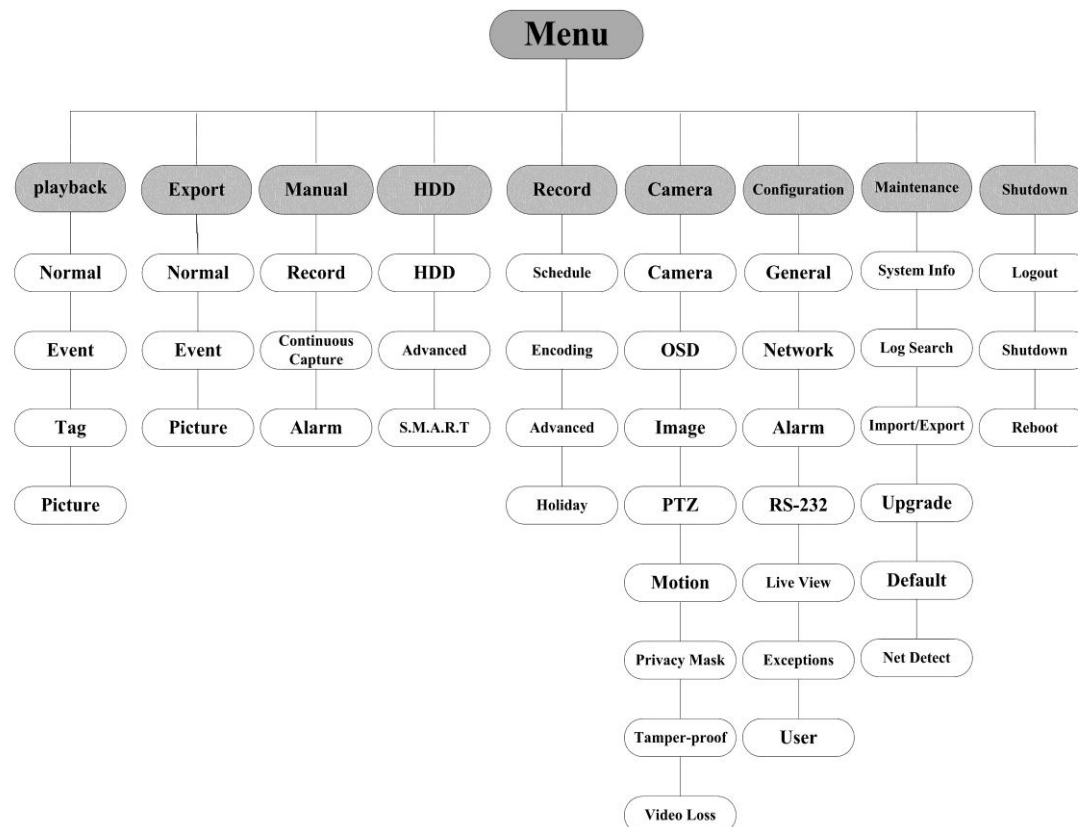 Menu
playback
Export
Manual
HDD
Record
Camera
Configuration
Maintenance
Shutdown
Normal
Normal
Record
HDD
Schedule
Camera
General
System Info
Logout
Event
Event
Continuous
Capture
Advanced
Encoding
OSD
Network
Log Search
Shutdown
Tag
Picture
Alarm
S.M.A.R.T
Advanced
Image
Alarm
Import/Export
Reboot
Picture
Holiday
PTZ
RS-232
Upgrade
Motion
Live View
Default
Privacy Mask
Exceptions
Net Detect
Tamper-proof
User
Video Loss